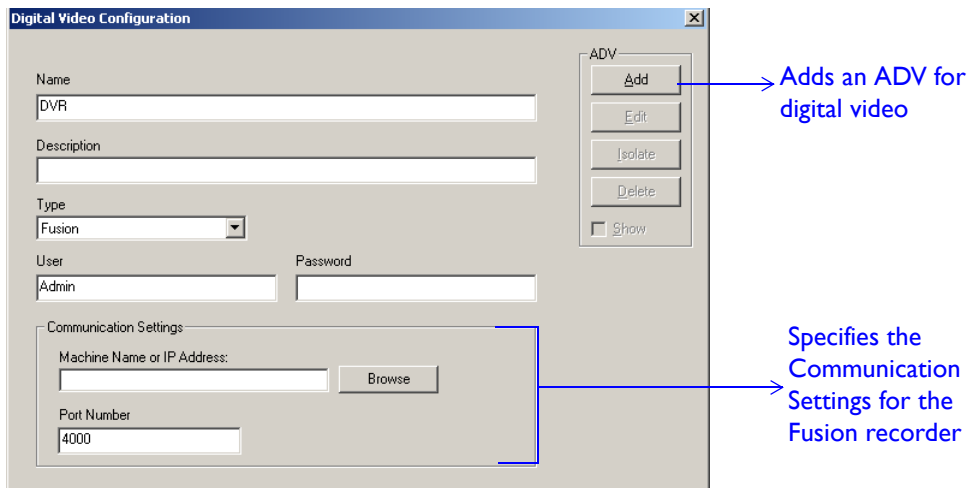 Digital Video Configuration
Name
DVR
Description
Type
Fusion
User
Password
Admin
Communication Settings
Machine Name or IP Address:
Browse
Port Number
4000
ADV
Add
Edit
Isolate
Delete
Show
Adds an ADV for
digital video
Specifies the
Communication
Settings for the
Fusion recorder